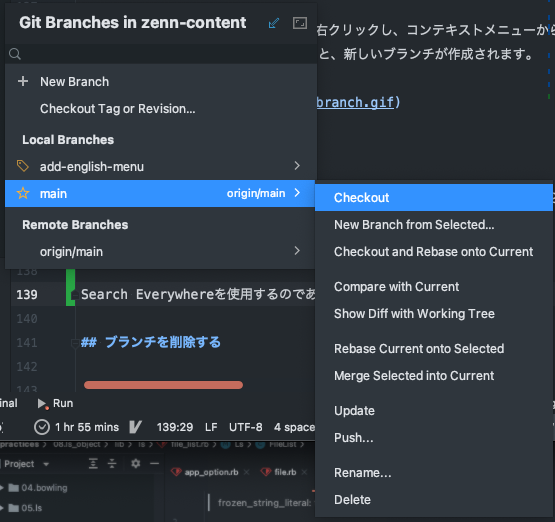 Git Branches in zenn-content
右クリックし、コンテキストメニューから
と、新しいブランチが作成されます。
New Branch
branch.gif)
Checkout Tag or Revision...
Local Branches
add-english-menu
main origin/main
Checkout
New Branch from Selected...
Checkout and Rebase onto Current
Compare with Current
Show Diff with Working Tree
Rebase Current onto Selected
Merge Selected into Current
Update
Push...
Rename...
Delete
Remote Branches
origin/main
138
139 Search Everywhereを使用するのであ
140
141 ## ブランチを削除する
142
143
inal Run
1 hr 55 mins 139:29 LF UTF-8 4 space
practices 08.ls_object lib ls file_list.rb Ls FileList
Project app_option.rb file.rb
04.bowling frozen_string_literal:
05.ls